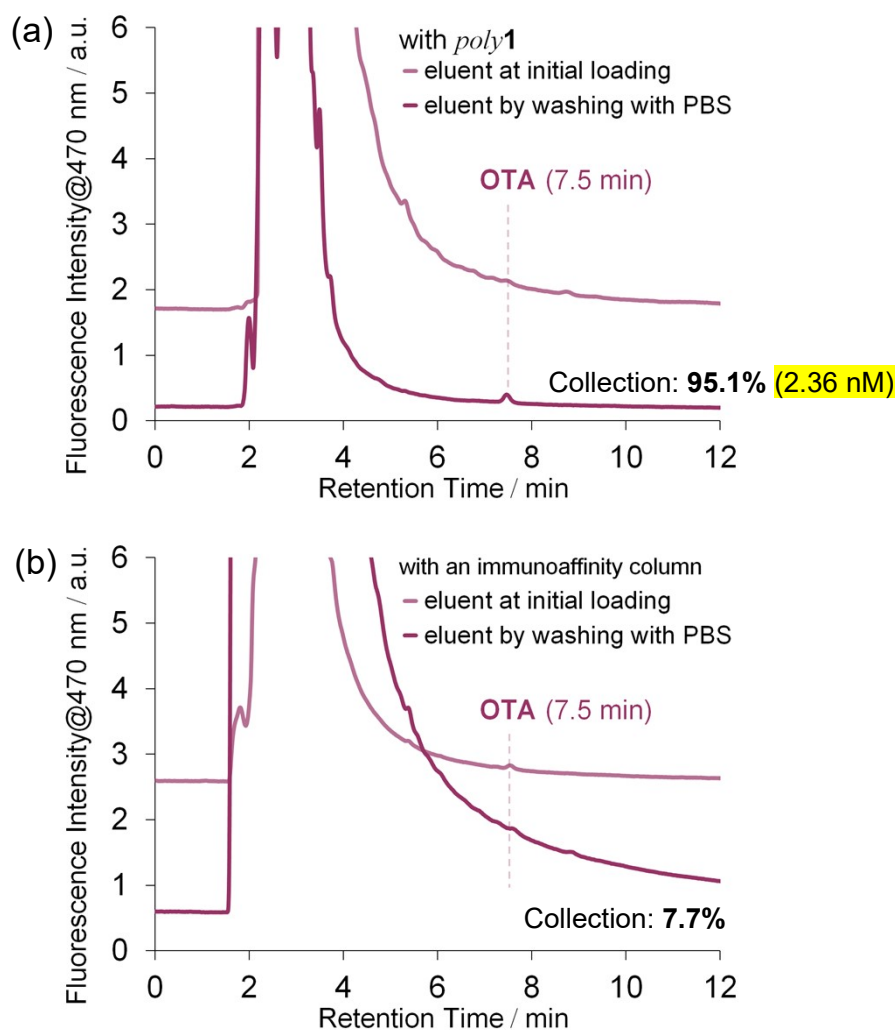 (a)
6
5
4
3
2
1
0
Fluorescence Intensity@470 nm / a.u.
with poly1
eluent at initial loading
eluent by washing with PBS
OTA (7.5 min)
Collection: 95.1% (2.36 nM)
0 2 4 6 8 10 12
Retention Time / min
(b)
6
5
4
3
2
1
0
Fluorescence Intensity@470 nm / a.u.
with an immunoaffinity column
eluent at initial loading
eluent by washing with PBS
OTA (7.5 min)
Collection: 7.7%
0 2 4 6 8 10 12
Retention Time / min